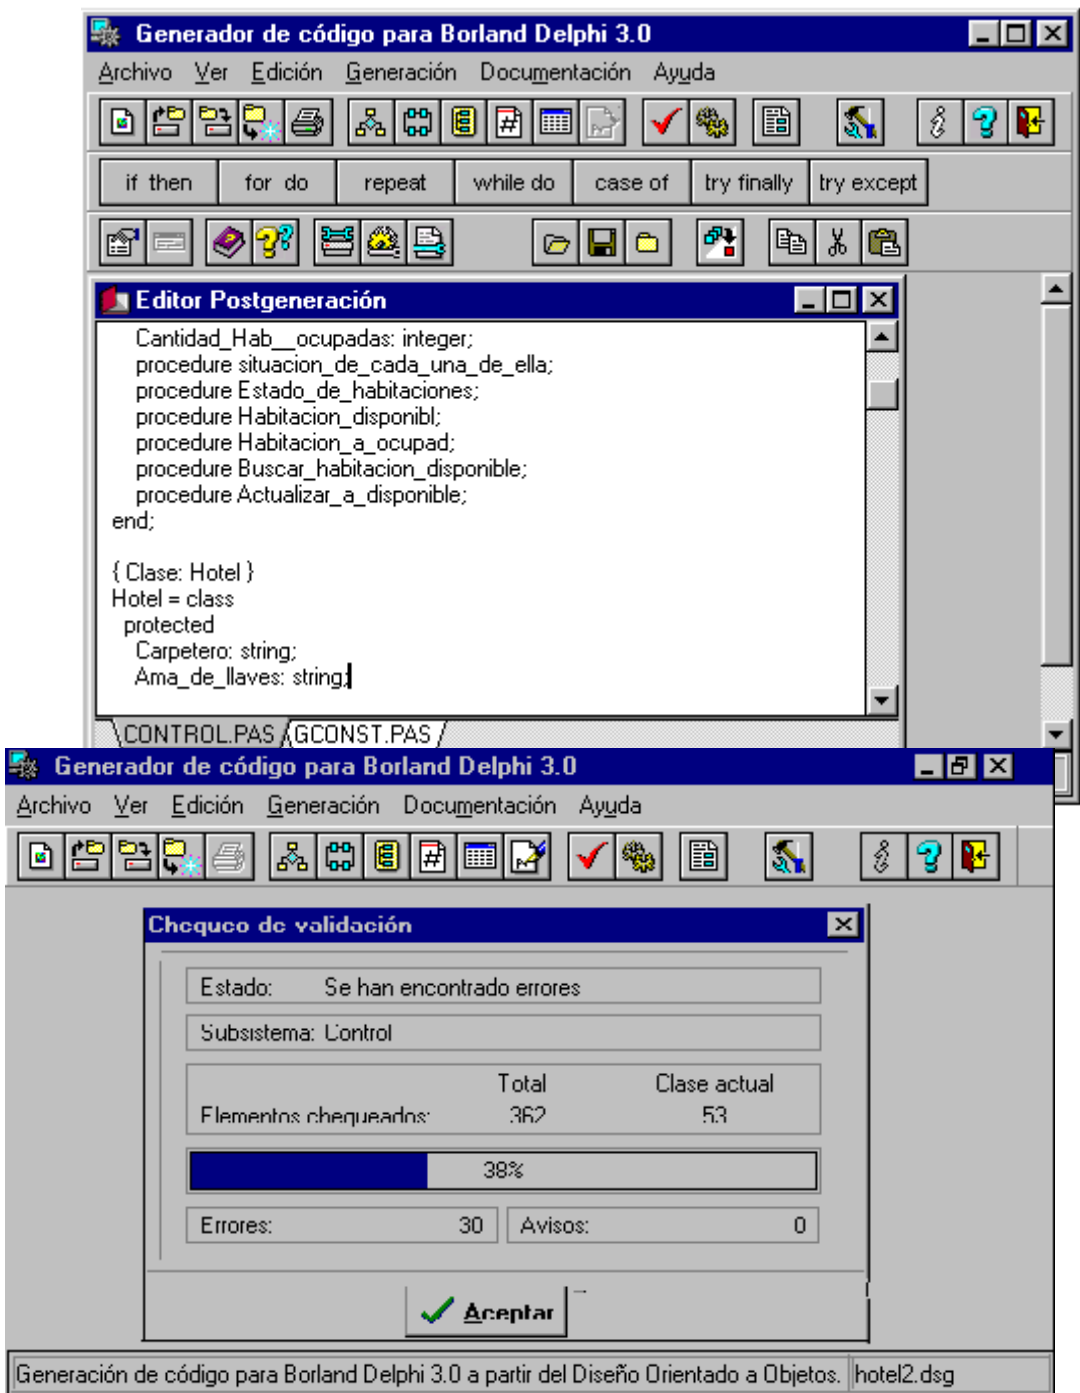 Generador de código para Borland Delphi 3.0
Archivo Ver Edición Generación Documentación Ayuda
if then for do repeat while do case of try finally try except
Editor Postgeneración
Cantidad_Hab__ocupadas: integer;
procedure situacion_de_cada_una_de_ella;
procedure Estado_de_habitaciones;
procedure Habitacion_disponibl;
procedure Habitacion_a_ocupad;
procedure Buscar_habitacion_disponible;
procedure Actualizar_a_disponible;
end;
{ Clase: Hotel }
Hotel = class
protected
Carpetero: string;
Ama_de_llaves: string;
CONTROL.PAS GCONST.PAS
Generador de código para Borland Delphi 3.0
Archivo Ver Edición Generación Documentación Ayuda
Chequeo de validación
Estado: Se han encontrado errores
Subsistema: Control
Total Clase actual
Elementos chequeados: 362 53
38%
Errores: 30 Avisos: 0
Aceptar
Generación de código para Borland Delphi 3.0 a partir del Diseño Orientado a Objetos. hotel2.dsg